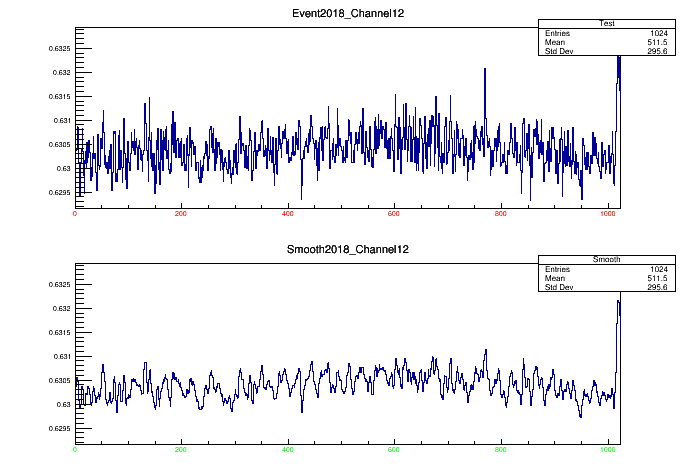 Event2018_Channel12
Test
Entries 1024
Mean 511.5
Std Dev 295.6
0.6325
0.632
0.6315
0.631
0.6305
0.63
0.6295
0 200 400 600 800 1000
Smooth2018_Channel12
Smooth
Entries 1024
Mean 511.5
Std Dev 295.6
0.6325
0.632
0.6315
0.631
0.6305
0.63
0.6295
0 200 400 600 800 1000